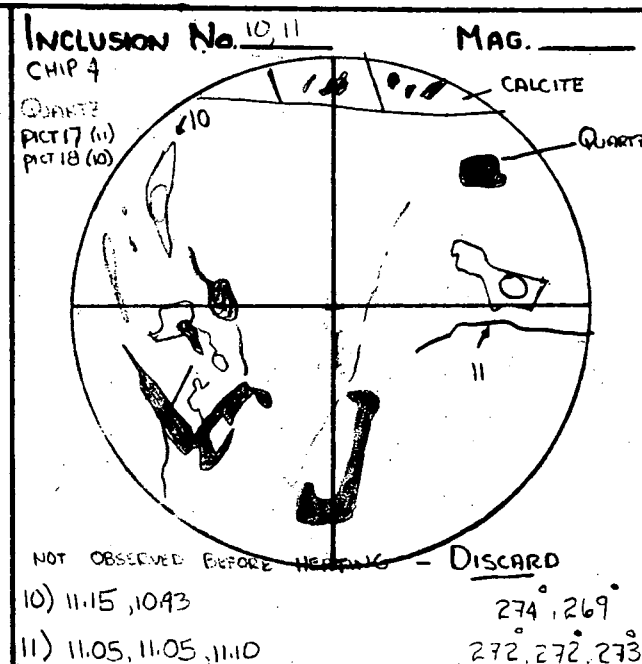 INCLUSION No. 10, 11 MAG.
CHIP 4
QUARTZ
PICT 17 (11)
PICT 18 (10)
10
CALCITE
QUARTZ
11
NOT OBSERVED BEFORE HEATING - DISCARD
10) 11.15, 10.93 274°, 269°
11) 11.05, 11.05, 11.10 272°, 272°, 273°